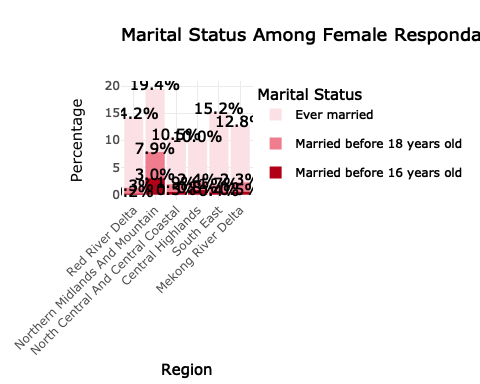 Marital Status Among Female Responda
20
15
10
5
0
Percentage
19.4%
15.2%
4.2%
12.8%
10.5%
10.0%
7.9%
3.0%
Marital Status
Ever married
Married before 18 years old
Married before 16 years old
Red River Delta
Northern Midlands And Mountain
North Central And Central Coastal
Central Highlands
South East
Mekong River Delta
Region